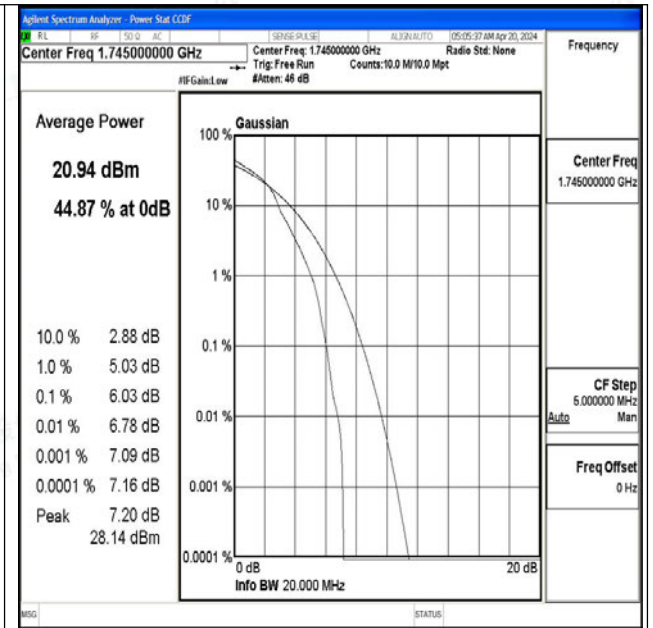 Agilent Spectrum Analyzer - Power Stat CCDF
RL RF 50 Ω AC SENSE:PULSE ALIGN AUTO 05:05:37 AM Apr 20, 2024
Center Freq 1.745000000 GHz
Center Freq: 1.745000000 GHz Radio Std: None
Trig: Free Run Counts:10.0 M/10.0 Mpt
#IFGain:Low #Atten: 46 dB
Frequency
Average Power
20.94 dBm
44.87 % at 0dB
10.0 % 2.88 dB
1.0 % 5.03 dB
0.1 % 6.03 dB
0.01 % 6.78 dB
0.001 % 7.09 dB
0.0001 % 7.16 dB
Peak 7.20 dB
28.14 dBm
Gaussian
100 %
10 %
1 %
0.1 %
0.01 %
0.001 %
0.0001 %
0 dB 20 dB
Info BW 20.000 MHz
Center Freq
1.745000000 GHz
CF Step
5.000000 MHz
Auto Man
Freq Offset
0 Hz
MSG STATUS